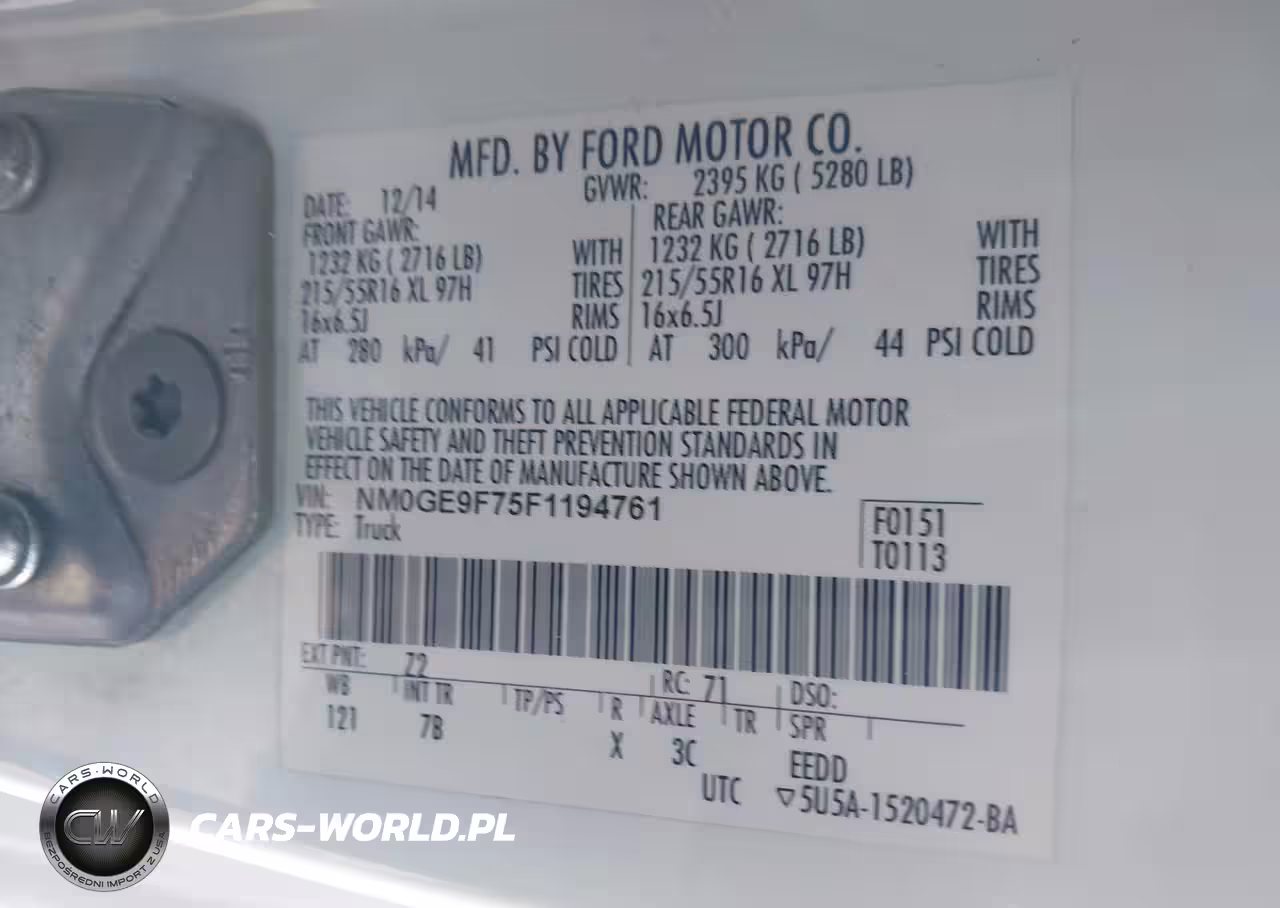 MFD. BY FORD MOTOR CO.
DATE: 12/14 GVWR: 2395 KG ( 5280 LB)
FRONT GAWR: REAR GAWR:
1232 KG ( 2716 LB) WITH 1232 KG ( 2716 LB) WITH
215/55R16 XL 97H TIRES 215/55R16 XL 97H TIRES
16x6.5J RIMS 16x6.5J RIMS
AT 280 kPa/ 41 PSI COLD AT 300 kPa/ 44 PSI COLD
THIS VEHICLE CONFORMS TO ALL APPLICABLE FEDERAL MOTOR
VEHICLE SAFETY AND THEFT PREVENTION STANDARDS IN
EFFECT ON THE DATE OF MANUFACTURE SHOWN ABOVE.
VIN: NM0GE9F75F1194761
TYPE: Truck
F0151
T0113
EXT PNT: Z2 RC: 71 DSO:
WB INT TR TP/PS R AXLE TR SPR
121 7B X 3C EEDD
UTC ▽5U5A-1520472-BA
CARS-WORLD
CW
BEZPOŚREDNI IMPORT Z USA
CARS-WORLD.PL